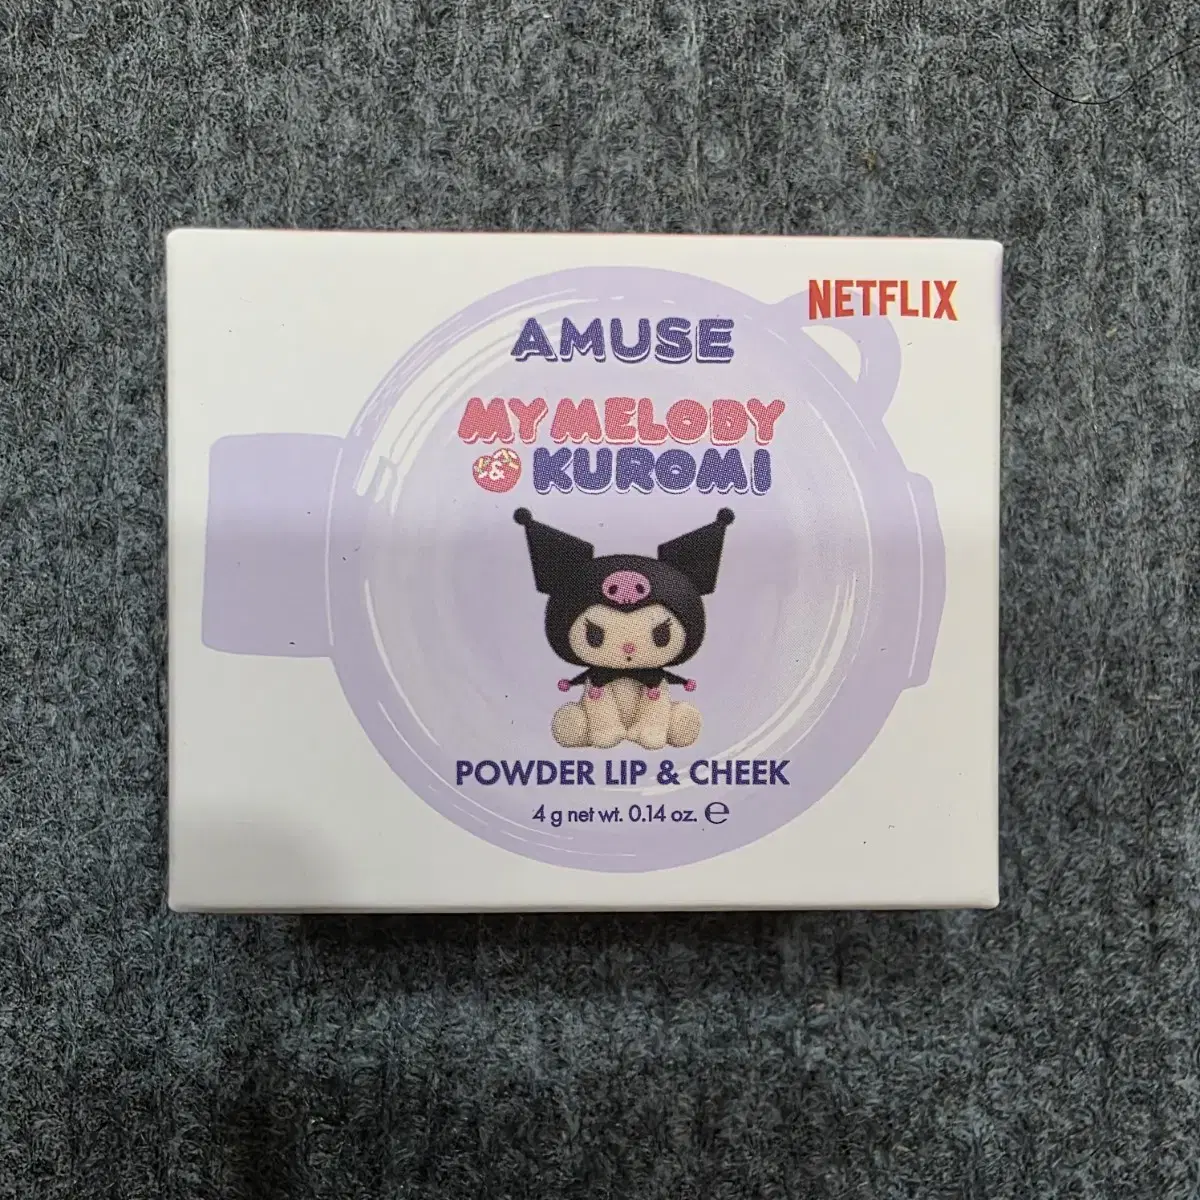 NETFLIX
AMUSE
MY MELODY
& KUROMI
POWDER LIP & CHEEK
4 g net wt. 0.14 oz. ℮